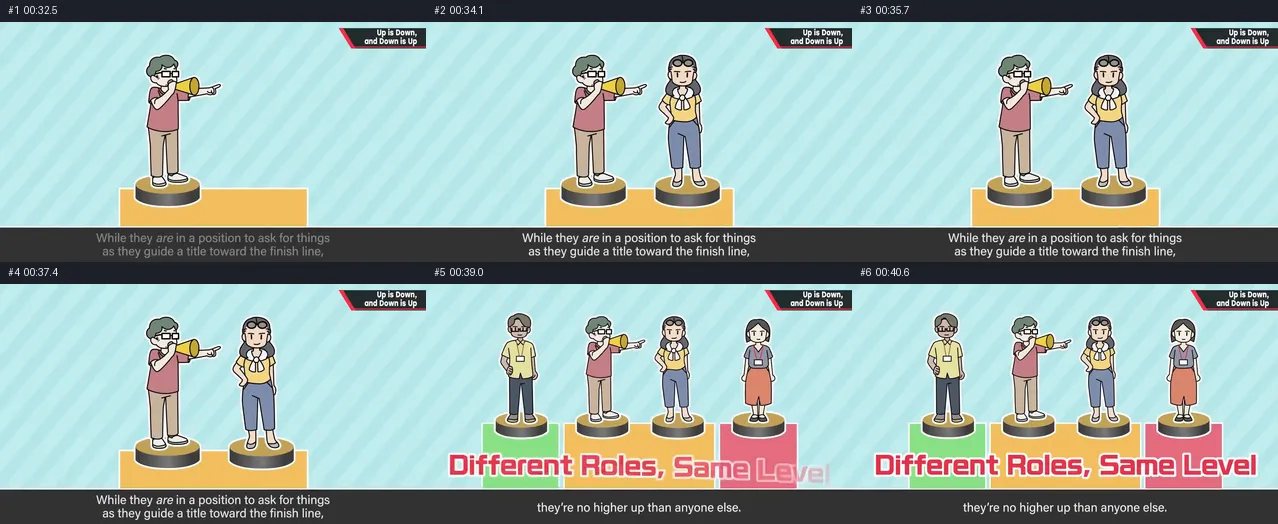 #1 00:32.5
Up is Down,
and Down is Up
While they are in a position to ask for things
as they guide a title toward the finish line,
#2 00:34.1
Up is Down,
and Down is Up
While they are in a position to ask for things
as they guide a title toward the finish line,
#3 00:35.7
Up is Down,
and Down is Up
While they are in a position to ask for things
as they guide a title toward the finish line,
#4 00:37.4
Up is Down,
and Down is Up
While they are in a position to ask for things
as they guide a title toward the finish line,
#5 00:39.0
Up is Down,
and Down is Up
Different Roles, Same Level
they're no higher up than anyone else.
#6 00:40.6
Up is Down,
and Down is Up
Different Roles, Same Level
they're no higher up than anyone else.